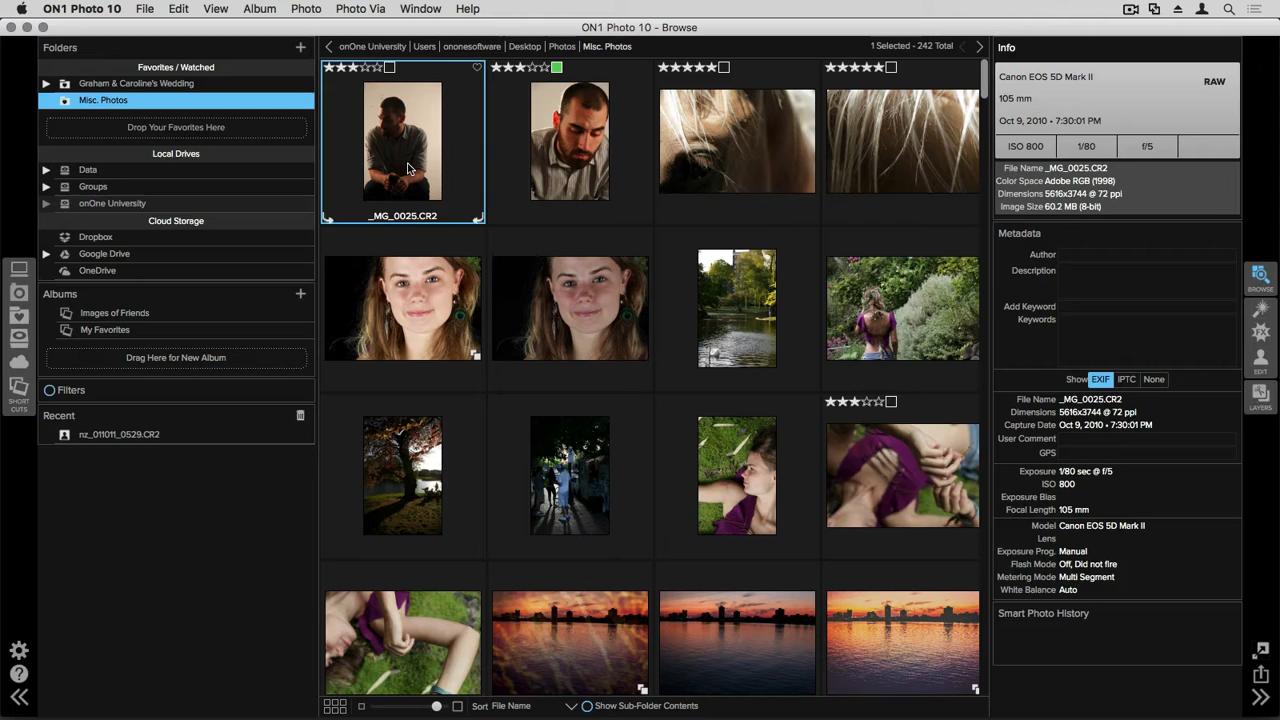 ON1 Photo 10 File Edit View Album Photo Photo Via Window Help
ON1 Photo 10 - Browse
Folders
Favorites / Watched
Graham & Caroline's Wedding
Misc. Photos
Drop Your Favorites Here
Local Drives
Data
Groups
onOne University
Cloud Storage
Dropbox
Google Drive
OneDrive
Albums
Images of Friends
My Favorites
Drag Here for New Album
Filters
Recent
nz_011011_0529.CR2
SHORT
CUTS
onOne University Users ononesoftware Desktop Photos Misc. Photos
1 Selected - 242 Total
_MG_0025.CR2
Sort File Name
Show Sub-Folder Contents
Info
Canon EOS 5D Mark II
RAW
105 mm
Oct 9, 2010 • 7:30:01 PM
ISO 800 1/80 f/5
File Name _MG_0025.CR2
Color Space Adobe RGB (1998)
Dimensions 5616x3744 @ 72 ppi
Image Size 60.2 MB (8-bit)
Metadata
Author
Description
Add Keyword
Keywords
Show EXIF IPTC None
File Name _MG_0025.CR2
Dimensions 5616x3744 @ 72 ppi
Capture Date Oct 9, 2010 • 7:30:01 PM
User Comment
GPS
Exposure 1/80 sec @ f/5
ISO 800
Exposure Bias
Focal Length 105 mm
Model Canon EOS 5D Mark II
Lens
Exposure Prog. Manual
Flash Mode Off, Did not fire
Metering Mode Multi Segment
White Balance Auto
Smart Photo History
BROWSE
FX
EDIT
LAYERS